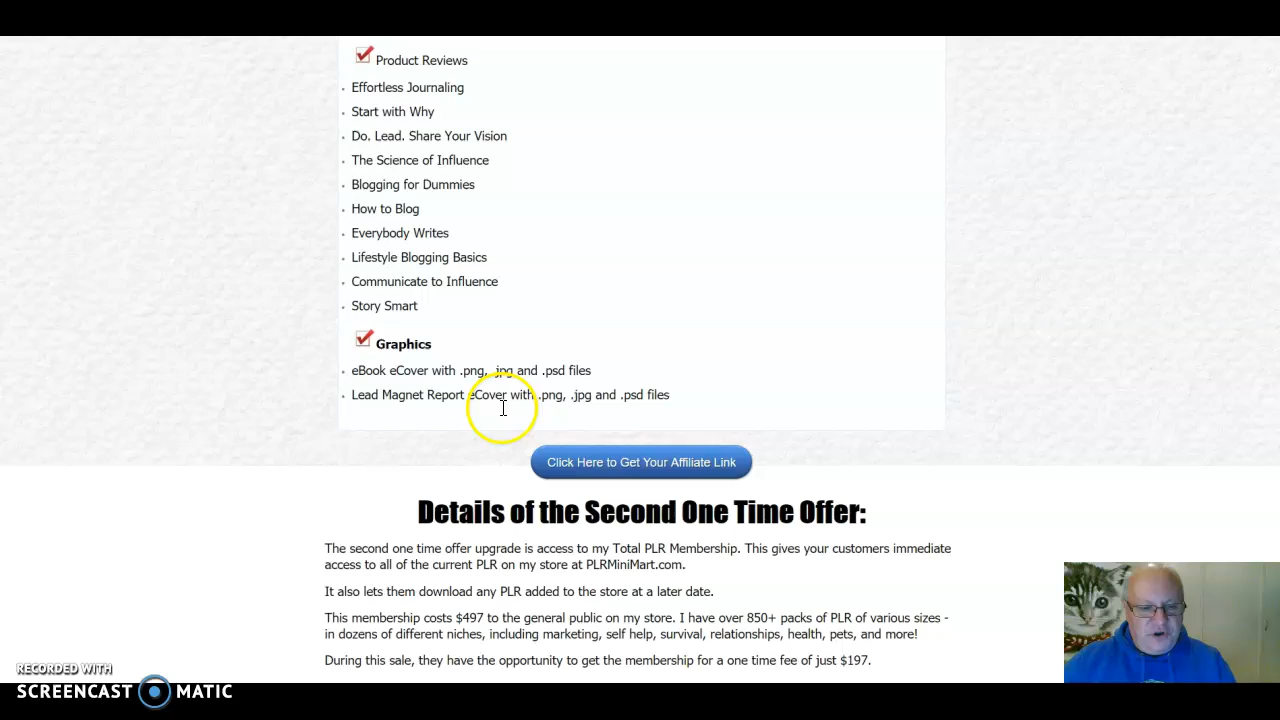 Product Reviews
Effortless Journaling
Start with Why
Do. Lead. Share Your Vision
The Science of Influence
Blogging for Dummies
How to Blog
Everybody Writes
Lifestyle Blogging Basics
Communicate to Influence
Story Smart
Graphics
eBook eCover with .png, .jpg and .psd files
Lead Magnet Report eCover with .png, .jpg and .psd files
Click Here to Get Your Affiliate Link
Details of the Second One Time Offer:
The second one time offer upgrade is access to my Total PLR Membership. This gives your customers immediate
access to all of the current PLR on my store at PLRMiniMart.com.
It also lets them download any PLR added to the store at a later date.
This membership costs $497 to the general public on my store. I have over 850+ packs of PLR of various sizes -
in dozens of different niches, including marketing, self help, survival, relationships, health, pets, and more!
During this sale, they have the opportunity to get the membership for a one time fee of just $197.
RECORDED WITH
SCREENCAST MATIC